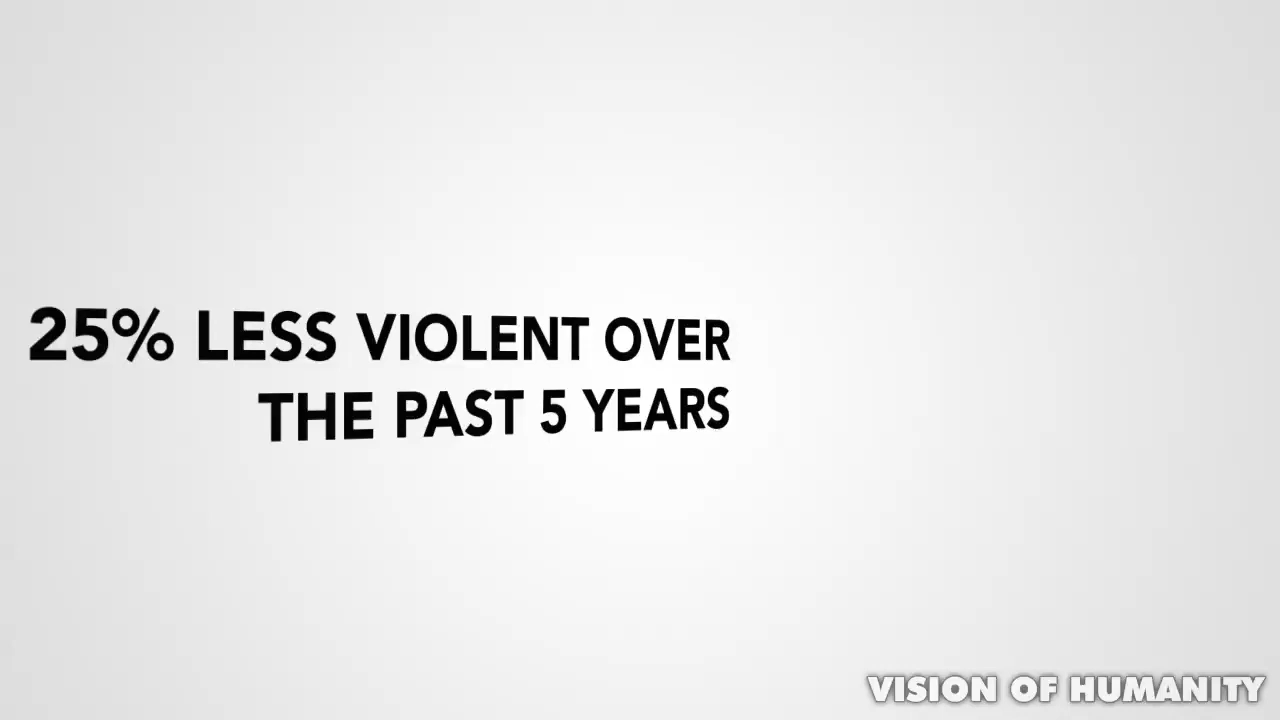 25% LESS VIOLENT OVER
THE PAST 5 YEARS
VISION OF HUMANITY